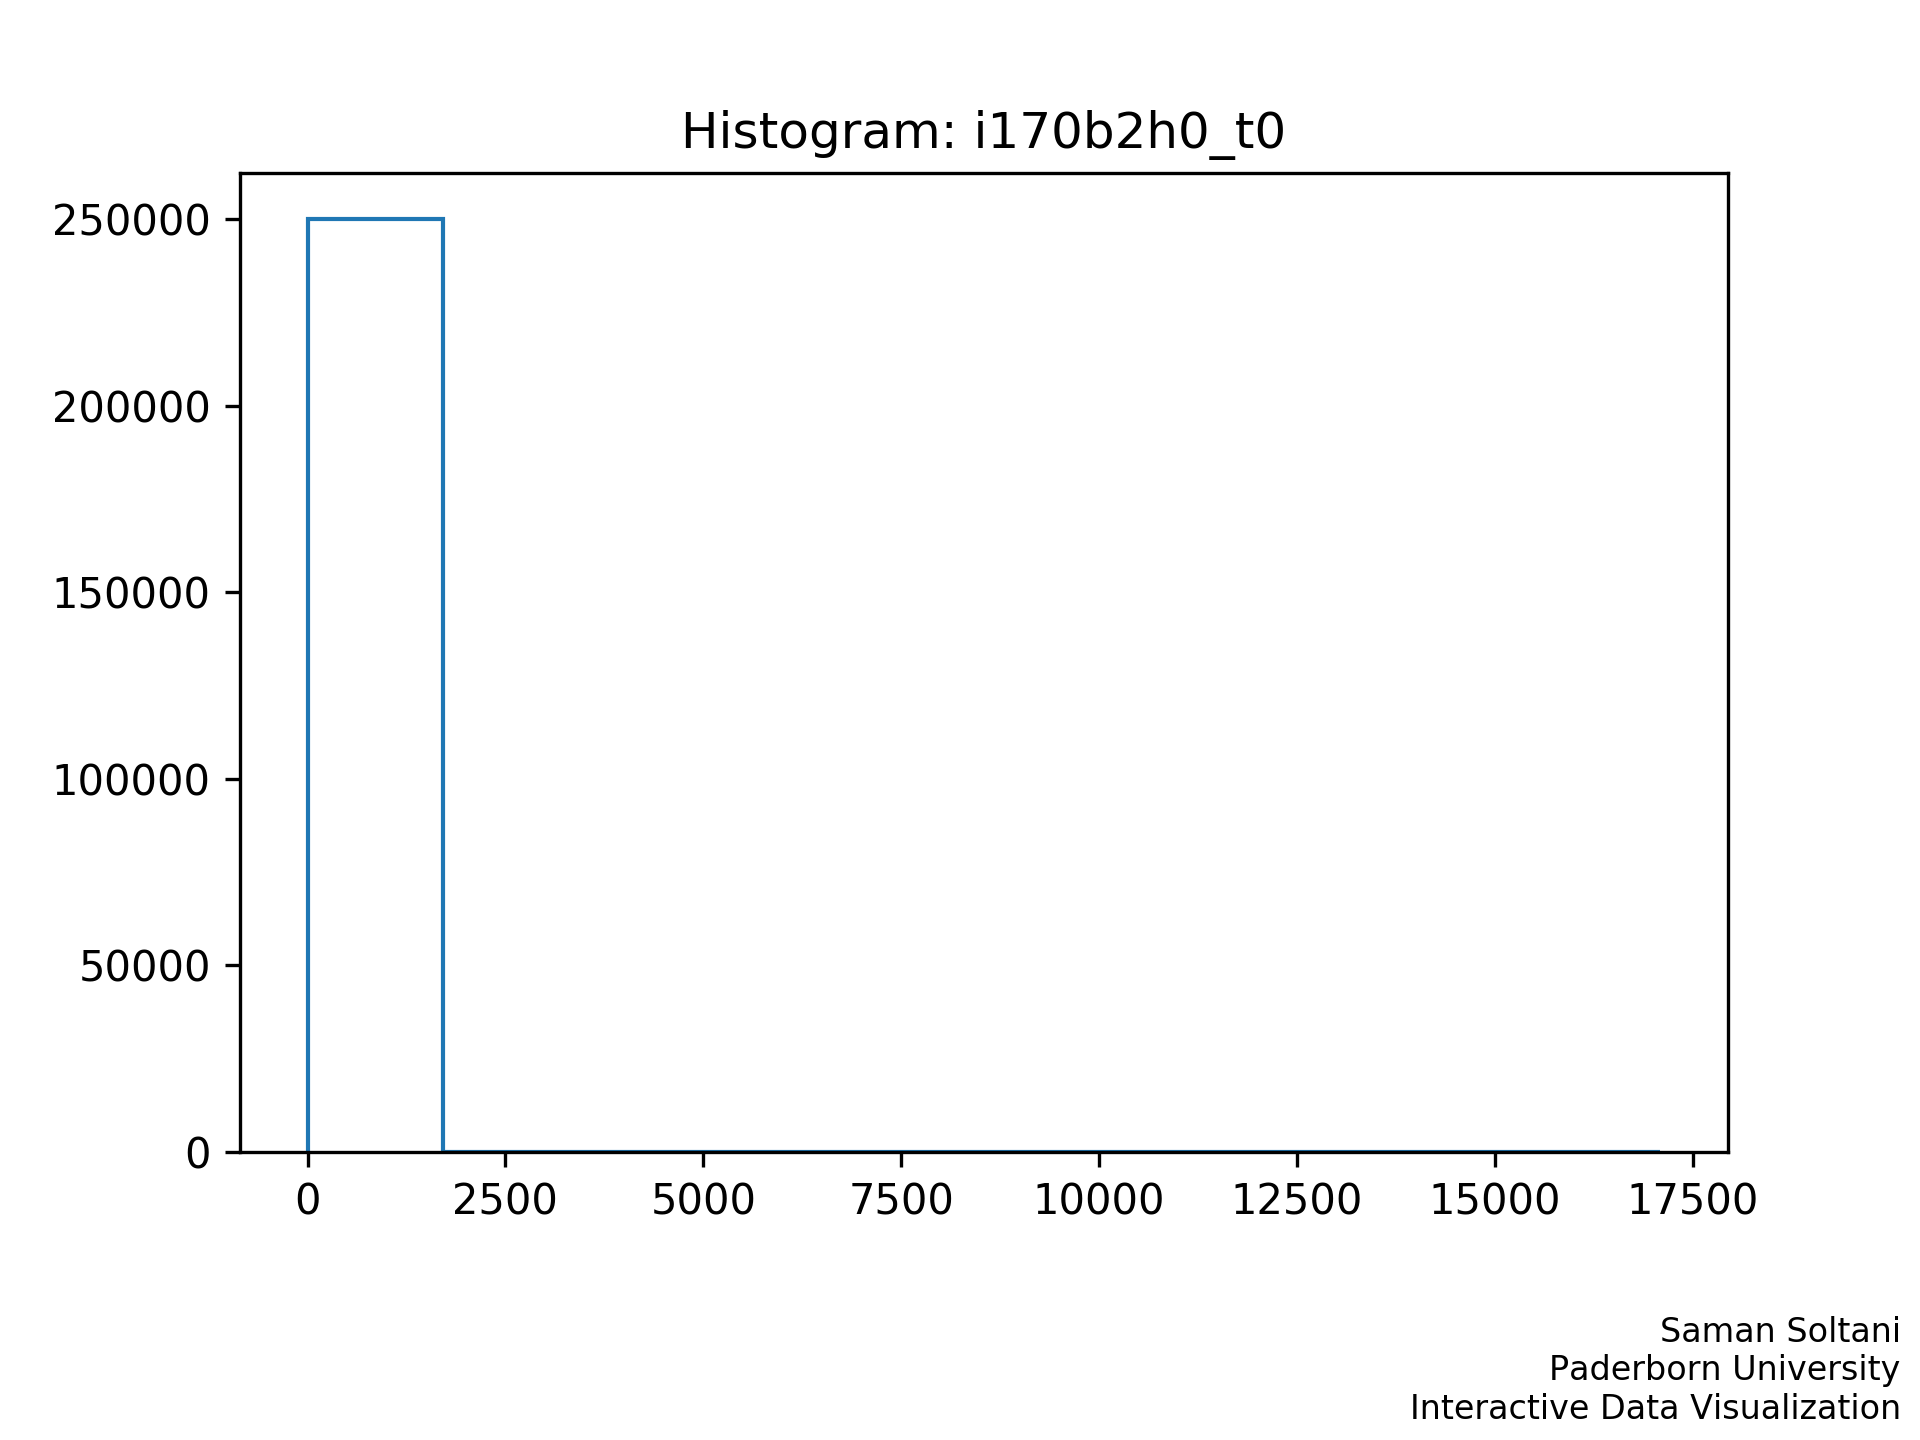 Histogram: i170b2h0_t0
250000
200000
150000
100000
50000
0
0 2500 5000 7500 10000 12500 15000 17500
Saman Soltani
Paderborn University
Interactive Data Visualization